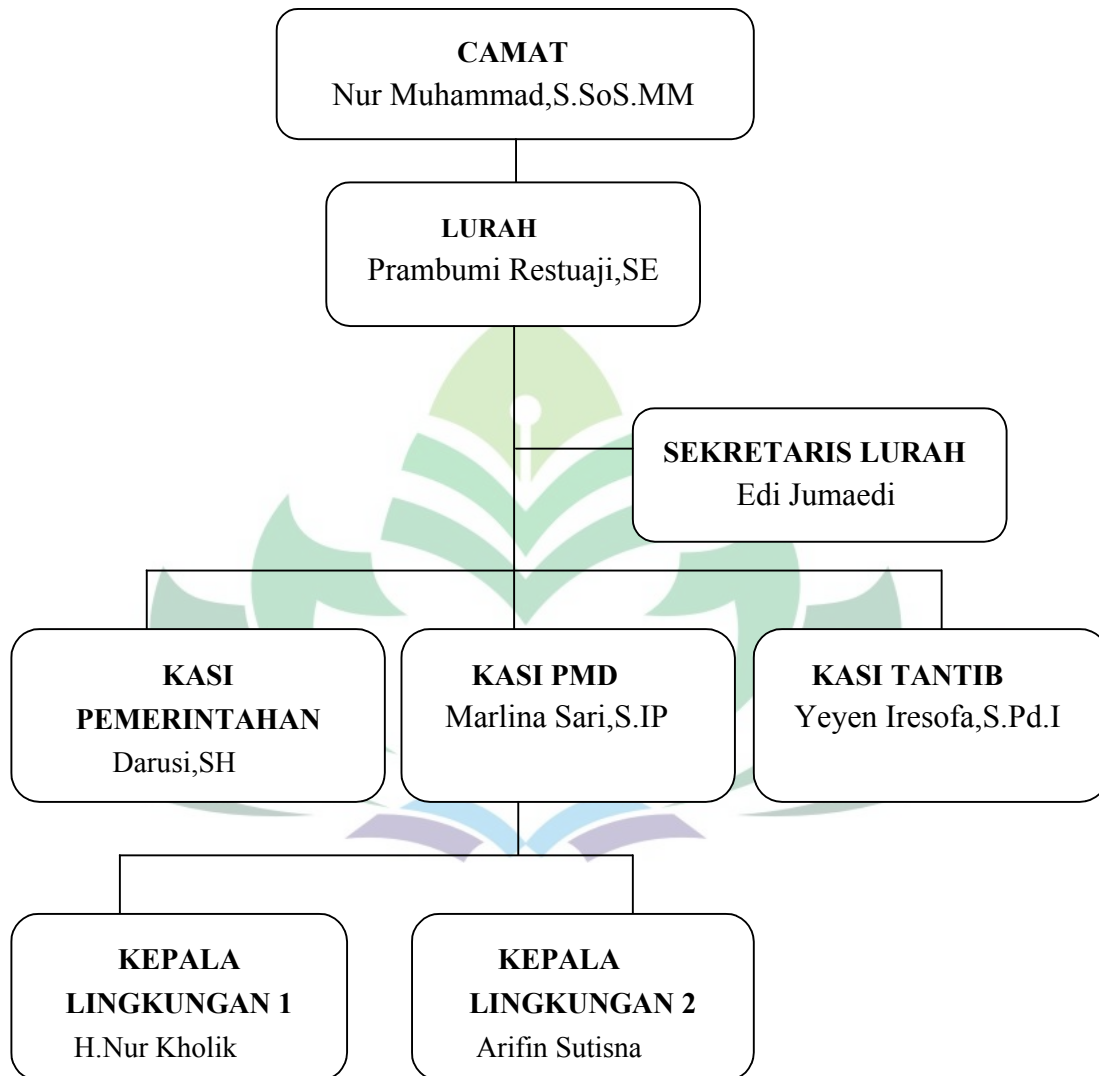 CAMAT
Nur Muhammad,S.SoS.MM
LURAH
Prambumi Restuaji,SE
SEKRETARIS LURAH
Edi Jumaedi
KASI
PEMERINTAHAN
Darusi,SH
KASI PMD
Marlina Sari,S.IP
KASI TANTIB
Yeyen Iresofa,S.Pd.I
KEPALA
LINGKUNGAN 1
H.Nur Kholik
KEPALA
LINGKUNGAN 2
Arifin Sutisna